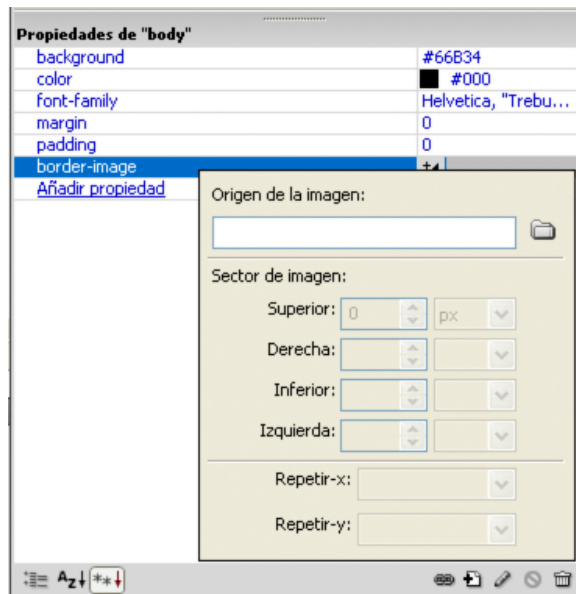 Propiedades de "body"
background #66B34
color #000
font-family Helvetica, "Trebu...
margin 0
padding 0
border-image
Añadir propiedad
Origen de la imagen:
Sector de imagen:
Superior: 0 px
Derecha:
Inferior:
Izquierda:
Repetir-x:
Repetir-y:
Az↓ **↓